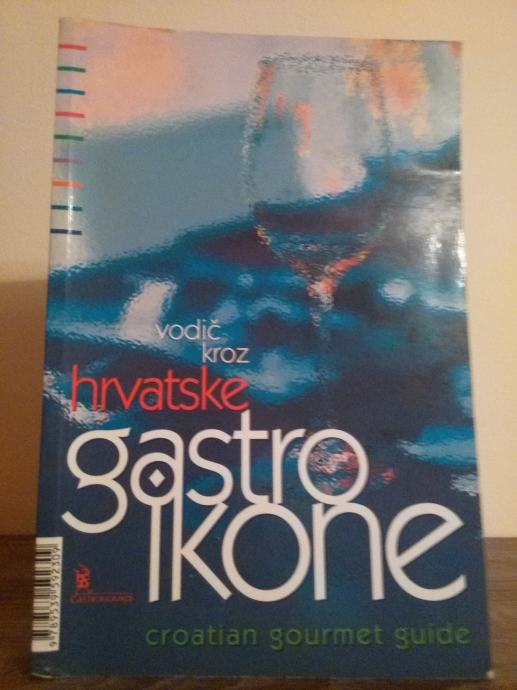 vodič
kroz
hrvatske
gastro
ikone
croatian gourmet guide